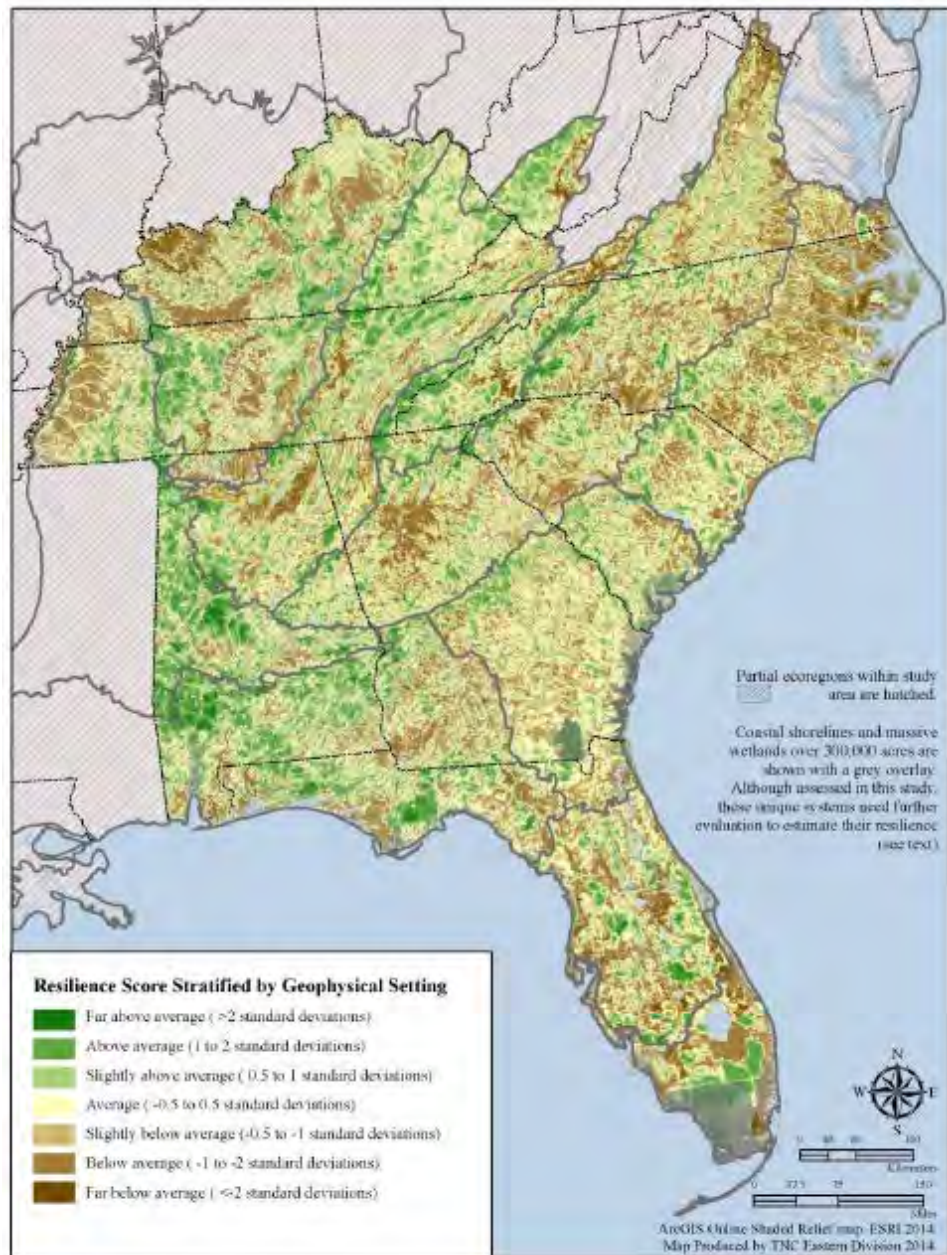 Partial ecoregions within study
area are hatched.
Coastal shorelines and massive
wetlands over 300,000 acres are
shown with a grey overlay.
Although assessed in this study,
these unique systems need further
evaluation to estimate their resilience
(see text)
Resilience Score Stratified by Geophysical Setting
Far above average ( >2 standard deviations)
Above average (1 to 2 standard deviations)
Slightly above average ( 0.5 to 1 standard deviations)
Average ( -0.5 to 0.5 standard deviations)
Slightly below average (-0.5 to -1 standard deviations)
Below average ( -1 to -2 standard deviations)
Far below average ( <-2 standard deviations)
N
W E
S
0
Kilometers
0 75 150
Miles
ArcGIS Online Shaded Relief map ESRI 2014
Map Produced by TNC Eastern Division 2014